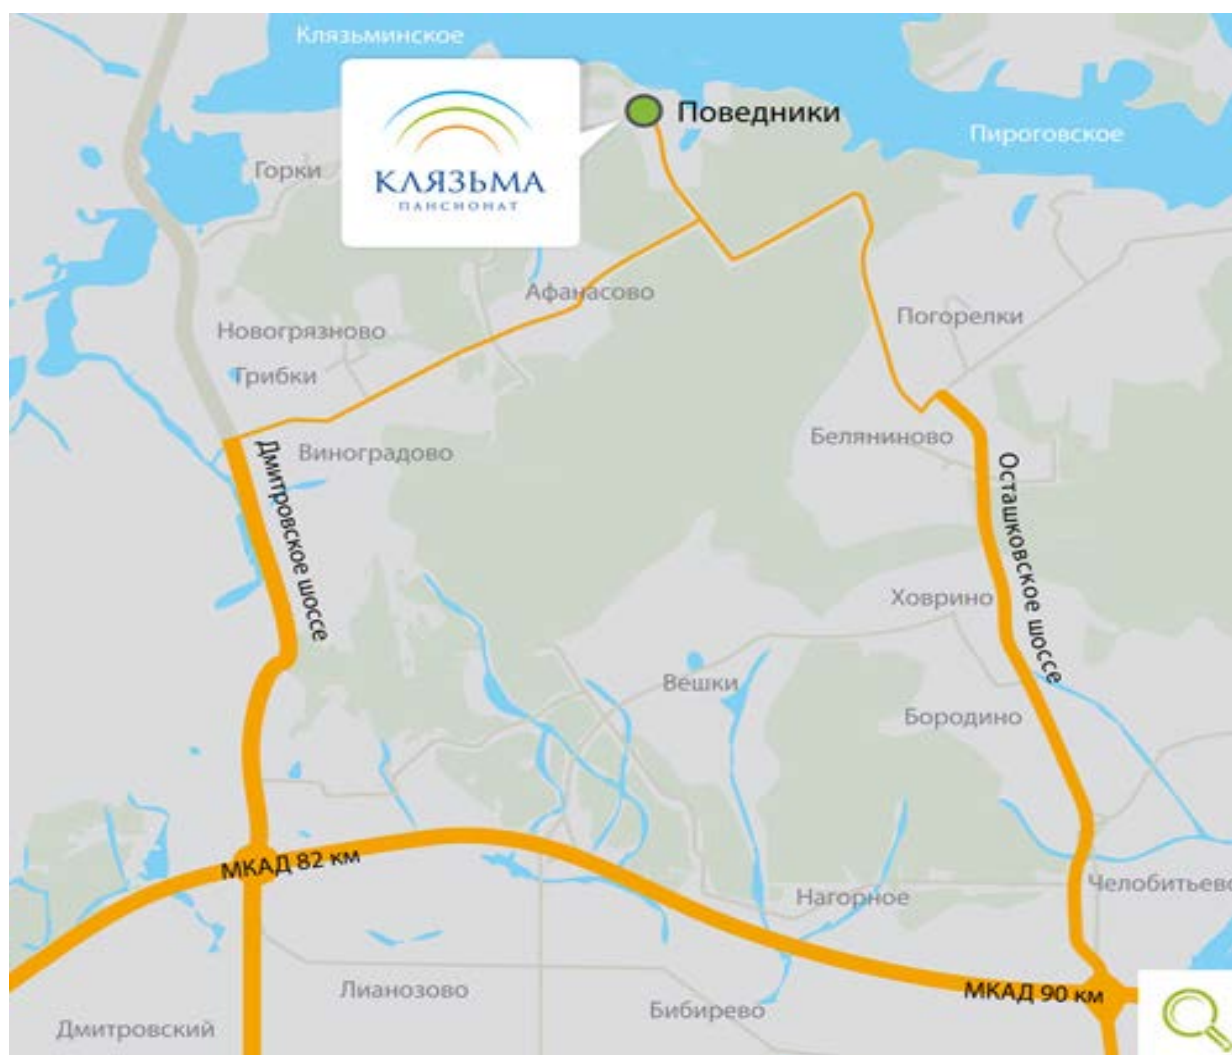 Клязьминское
Поведники
Пироговское
Горки
КЛЯЗЬМА
ПАНСИОНАТ
Афанасово
Погорелки
Новогрязново
Грибки
Беляниново
Виноградово
Дмитровское шоссе
Осташковское шоссе
Ховрино
Вешки
Бородино
МКАД 82 км
Челобитьево
Нагорное
Лианозово
МКАД 90 км
Бибирево
Дмитровский